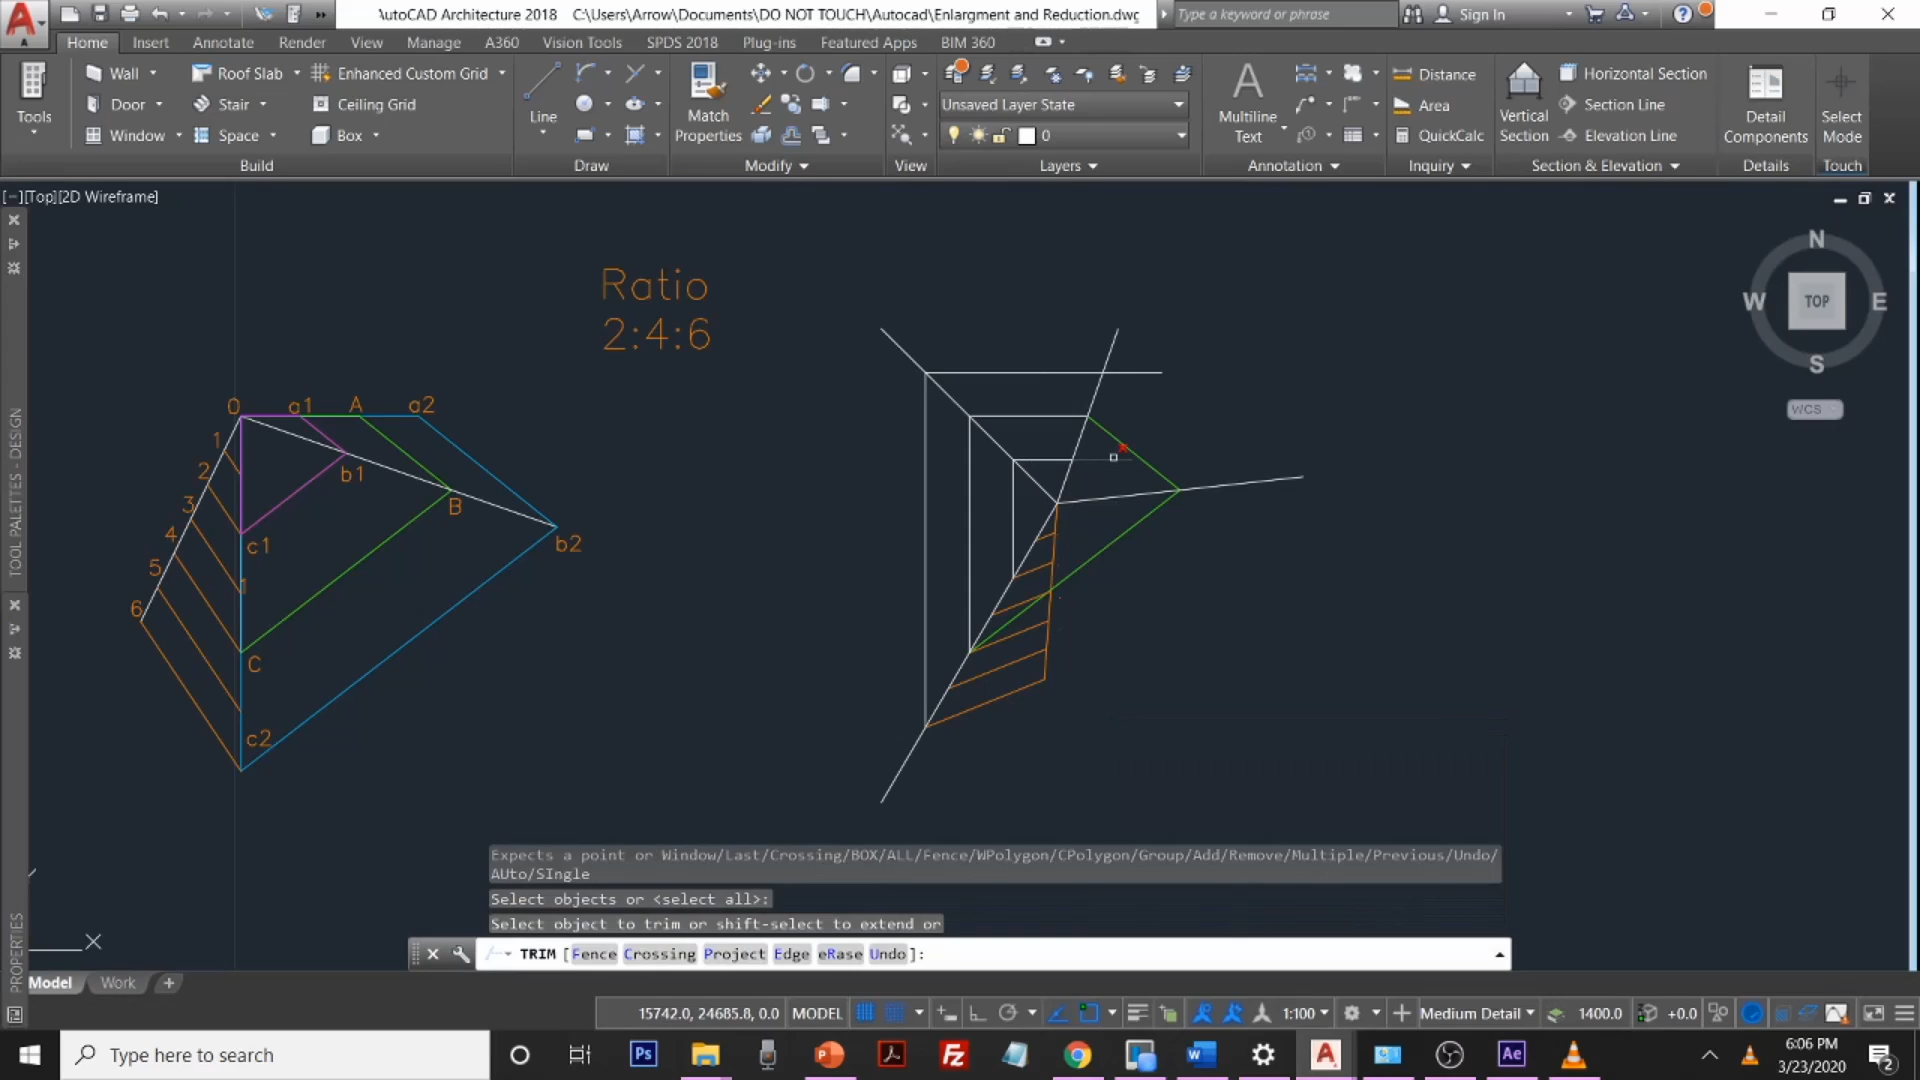 AutoCAD Architecture 2018 C:\Users\Arrow\Documents\DO NOT TOUCH\Autocad\Enlargment and Reduction.dwg
Type a keyword or phrase
Sign In
Home Insert Annotate Render View Manage A360 Vision Tools SPDS 2018 Plug-ins Featured Apps BIM 360
Tools
Wall
Door
Window
Roof Slab
Stair
Space
Enhanced Custom Grid
Ceiling Grid
Box
Build
Line
Draw
Match
Properties
Modify
View
Unsaved Layer State
0
Layers
Multiline
Text
Annotation
Distance
Area
QuickCalc
Inquiry
Vertical
Section
Horizontal Section
Section Line
Elevation Line
Section & Elevation
Detail
Components
Details
Select
Mode
Touch
[−][Top][2D Wireframe]
N
W TOP E
S
WCS
Ratio
2:4:6
0 a1 A a2
1
2
3
4
5
6
b1
B
b2
c1
1
C
c2
TOOL PALETTES - DESIGN
PROPERTIES
Expects a point or Window/Last/Crossing/BOX/ALL/Fence/WPolygon/CPolygon/Group/Add/Remove/Multiple/Previous/Undo/
AUto/SIngle
Select objects or <select all>:
Select object to trim or shift-select to extend or
TRIM [Fence Crossing Project Edge eRase Undo]:
Model Work +
15742.0, 24685.8, 0.0 MODEL 1:100 Medium Detail 1400.0 +0.0
Type here to search
Ps
W
A
Ae
6:06 PM
3/23/2020
2